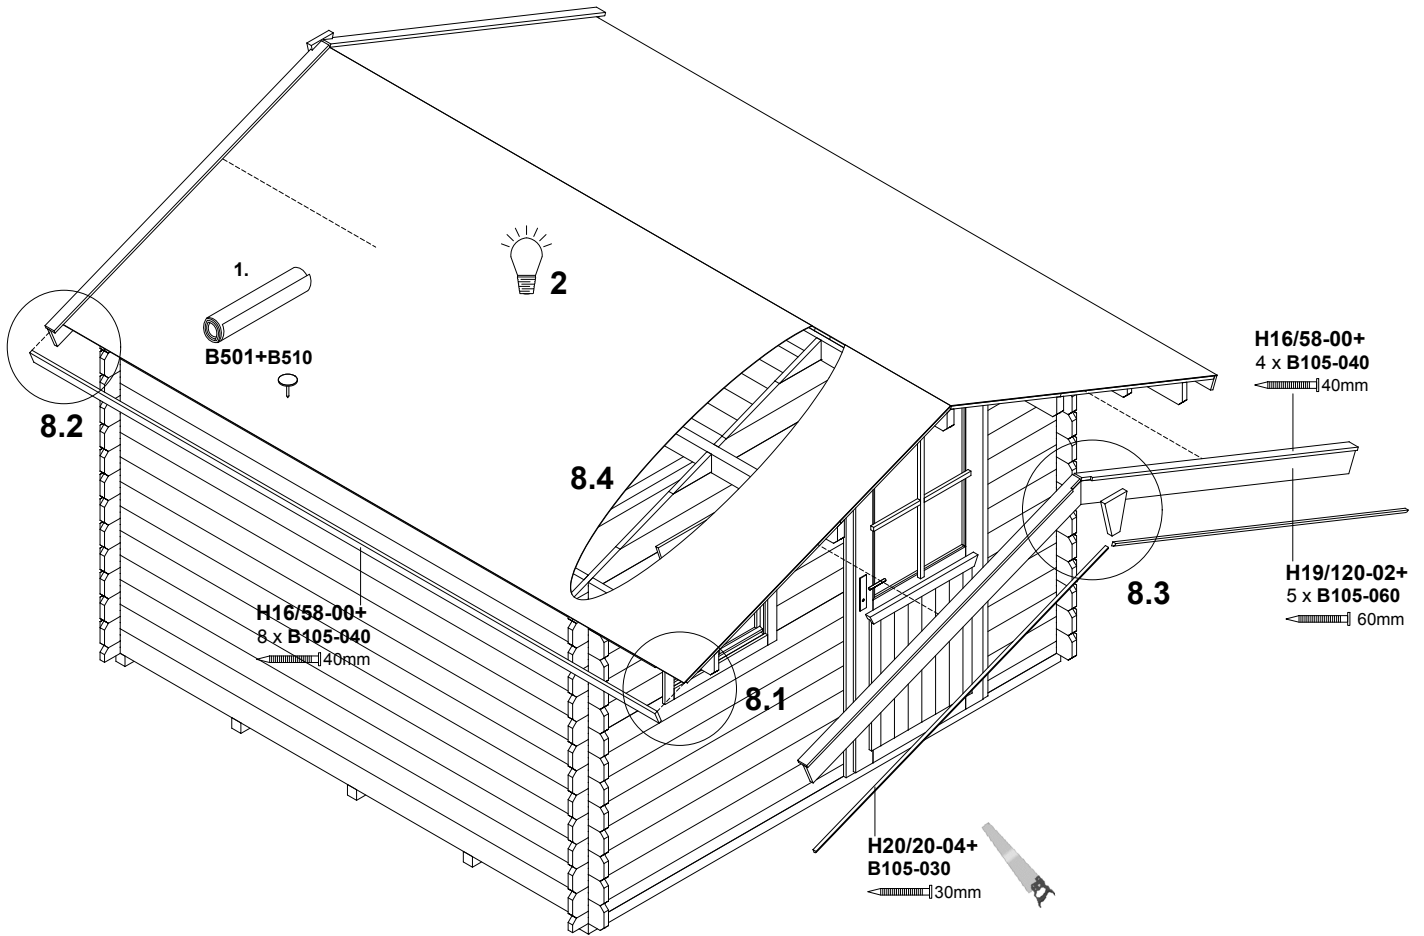 1.
B501+B510
2
8.2
8.4
H16/58-00+
4 x B105-040
40mm
8.3
H19/120-02+
5 x B105-060
60mm
H16/58-00+
8 x B105-040
40mm
8.1
H20/20-04+
B105-030
30mm